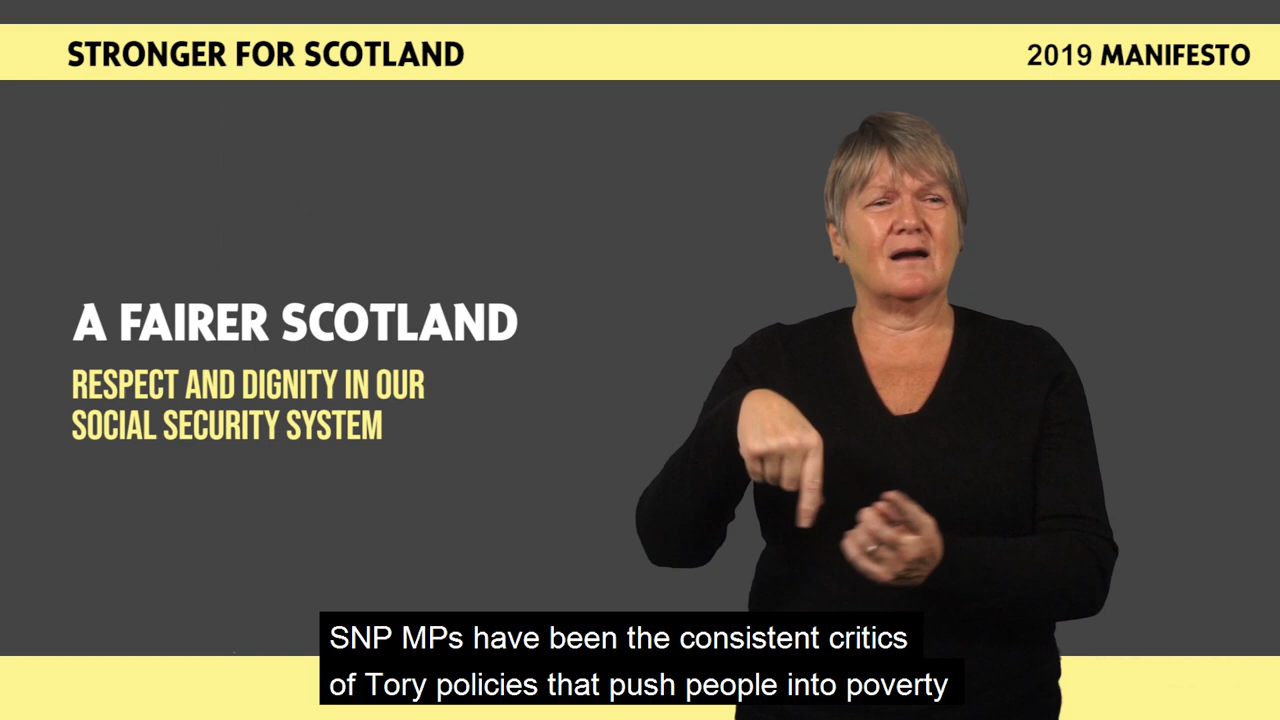 STRONGER FOR SCOTLAND
2019 MANIFESTO
A FAIRER SCOTLAND
RESPECT AND DIGNITY IN OUR
SOCIAL SECURITY SYSTEM
SNP MPs have been the consistent critics
of Tory policies that push people into poverty